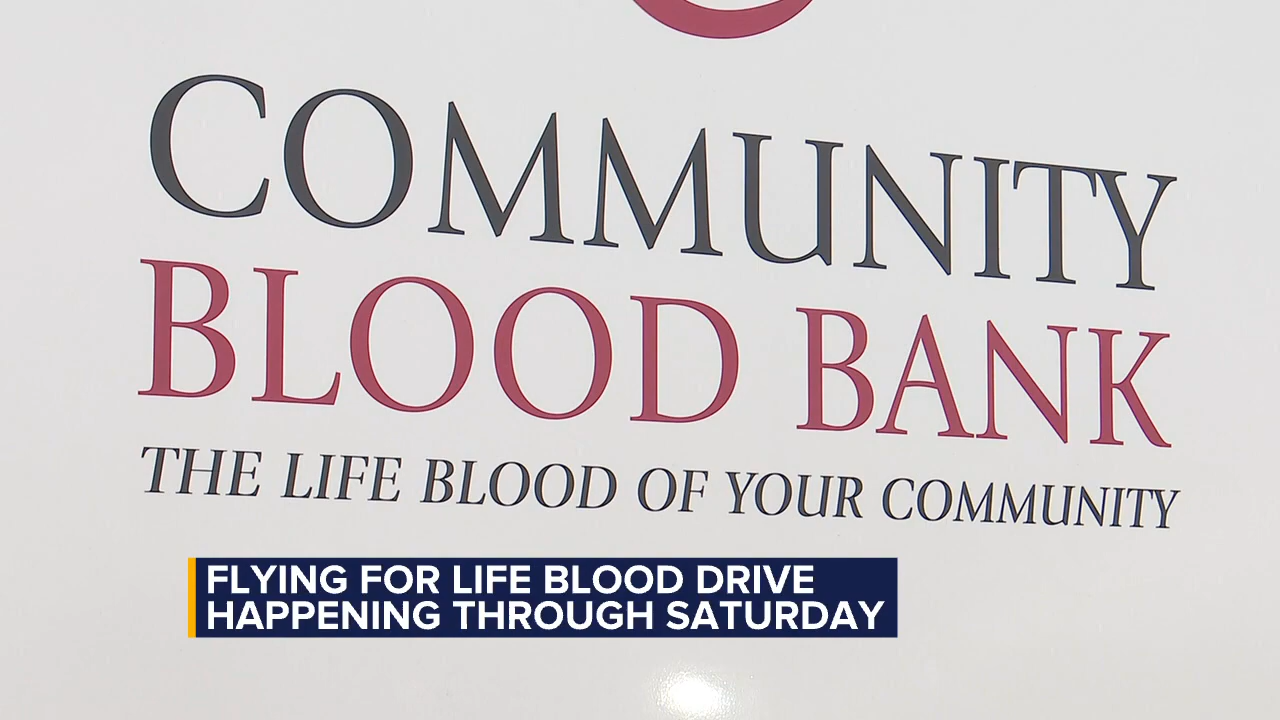 COMMUNITY
BLOOD BANK
THE LIFE BLOOD OF YOUR COMMUNITY
FLYING FOR LIFE BLOOD DRIVE
HAPPENING THROUGH SATURDAY